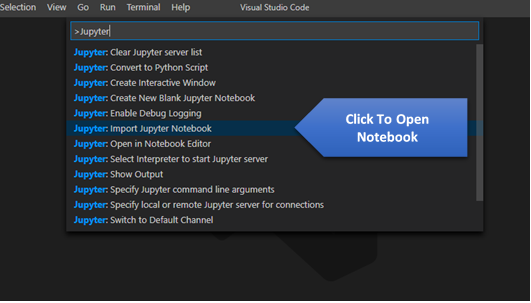 Selection View Go Run Terminal Help Visual Studio Code
>Jupyter
Jupyter: Clear Jupyter server list
Jupyter: Convert to Python Script
Jupyter: Create Interactive Window
Jupyter: Create New Blank Jupyter Notebook
Jupyter: Enable Debug Logging
Jupyter: Import Jupyter Notebook
Jupyter: Open in Notebook Editor
Jupyter: Select Interpreter to start Jupyter server
Jupyter: Show Output
Jupyter: Specify Jupyter command line arguments
Jupyter: Specify local or remote Jupyter server for connections
Jupyter: Switch to Default Channel
Click To Open
Notebook